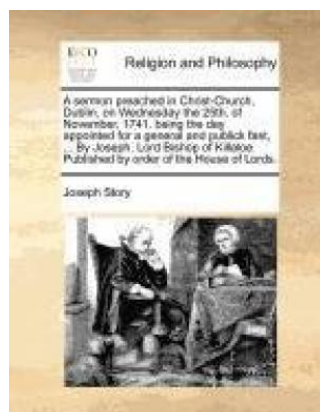 ECCO
Religion and Philosophy
A sermon preached in Christ-Church,
Dublin, on Wednesday the 25th. of
November, 1741. being the day
appointed for a general and publick fast,
... By Joseph, Lord Bishop of Killaloe.
Published by order of the House of Lords.
Joseph Story